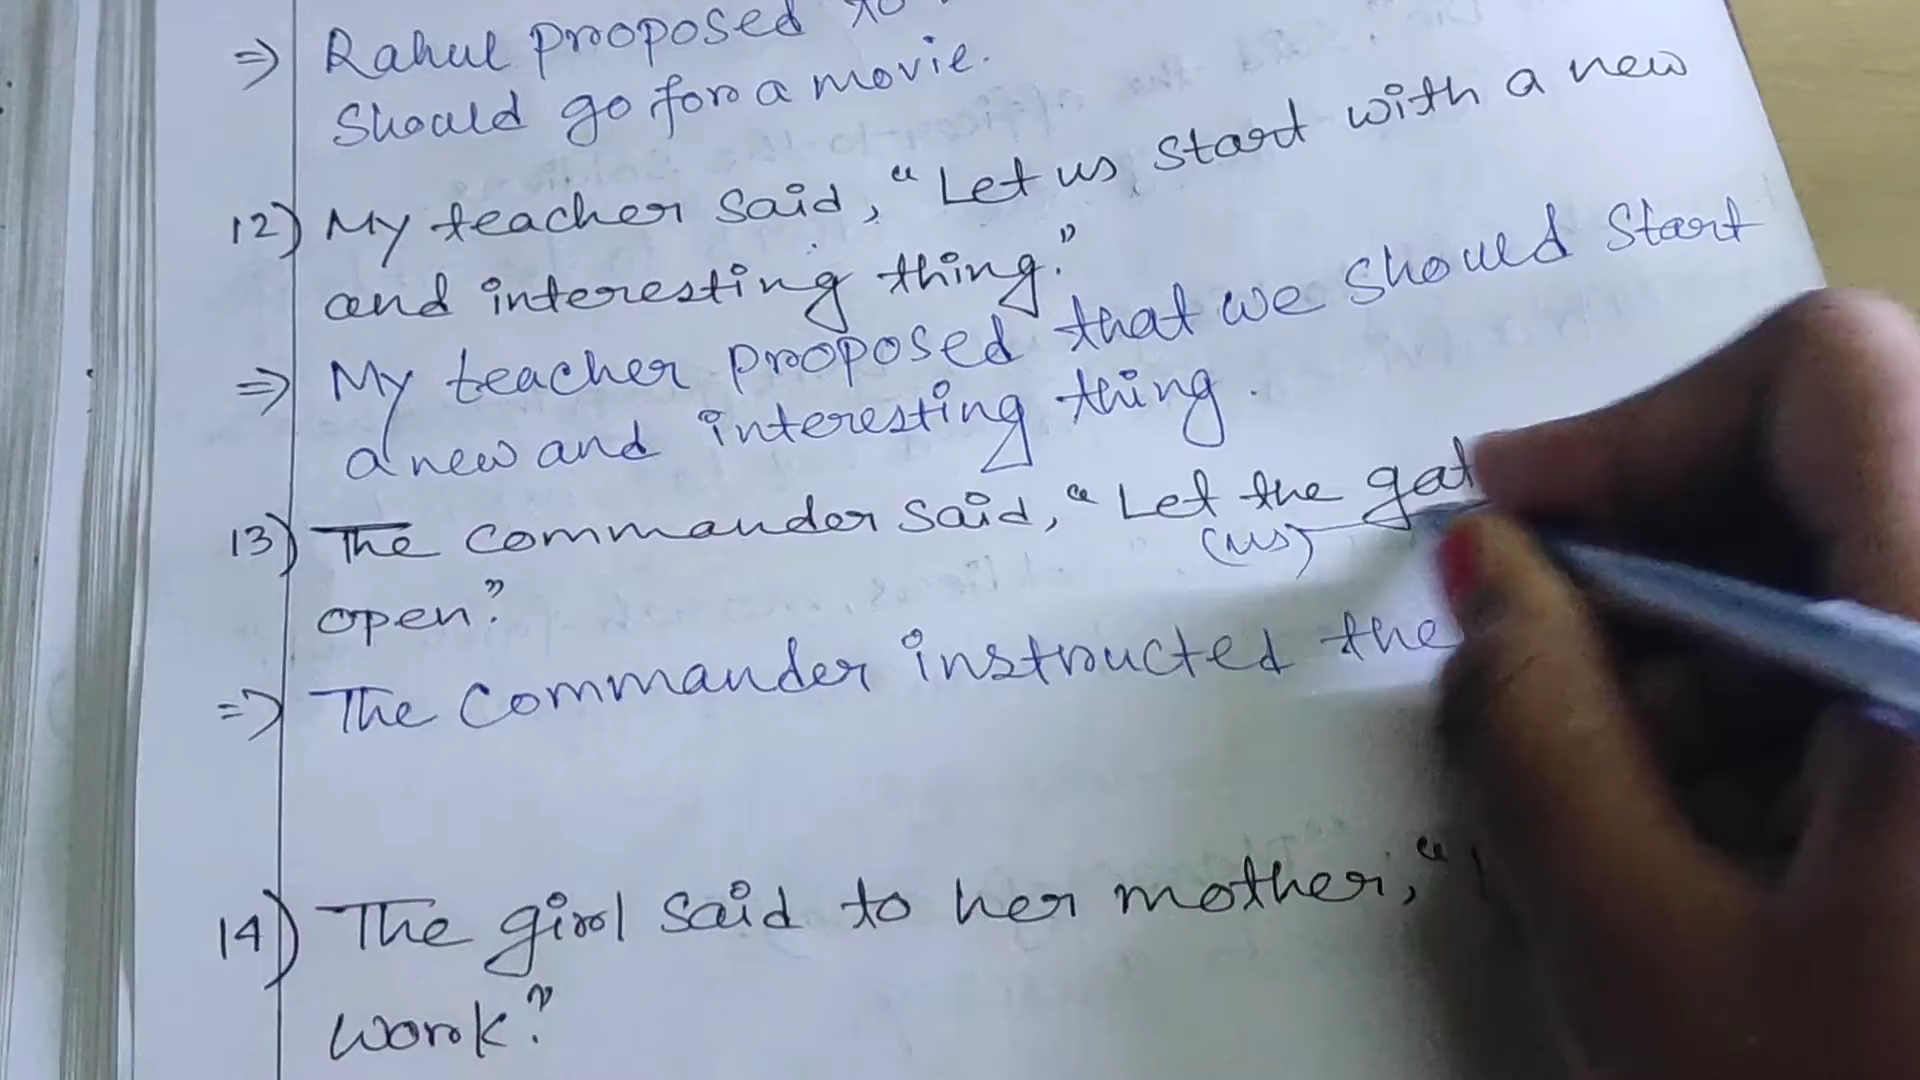 ⇒ Rahul proposed to
should go for a movie.
12) My teacher said, "Let us start with a new
and interesting thing."
⇒ My teacher proposed that we should start
a new and interesting thing.
13) The commander said, "Let the gat
(us)
open."
⇒ The commander instructed the
14) The girl said to her mother, "
work."